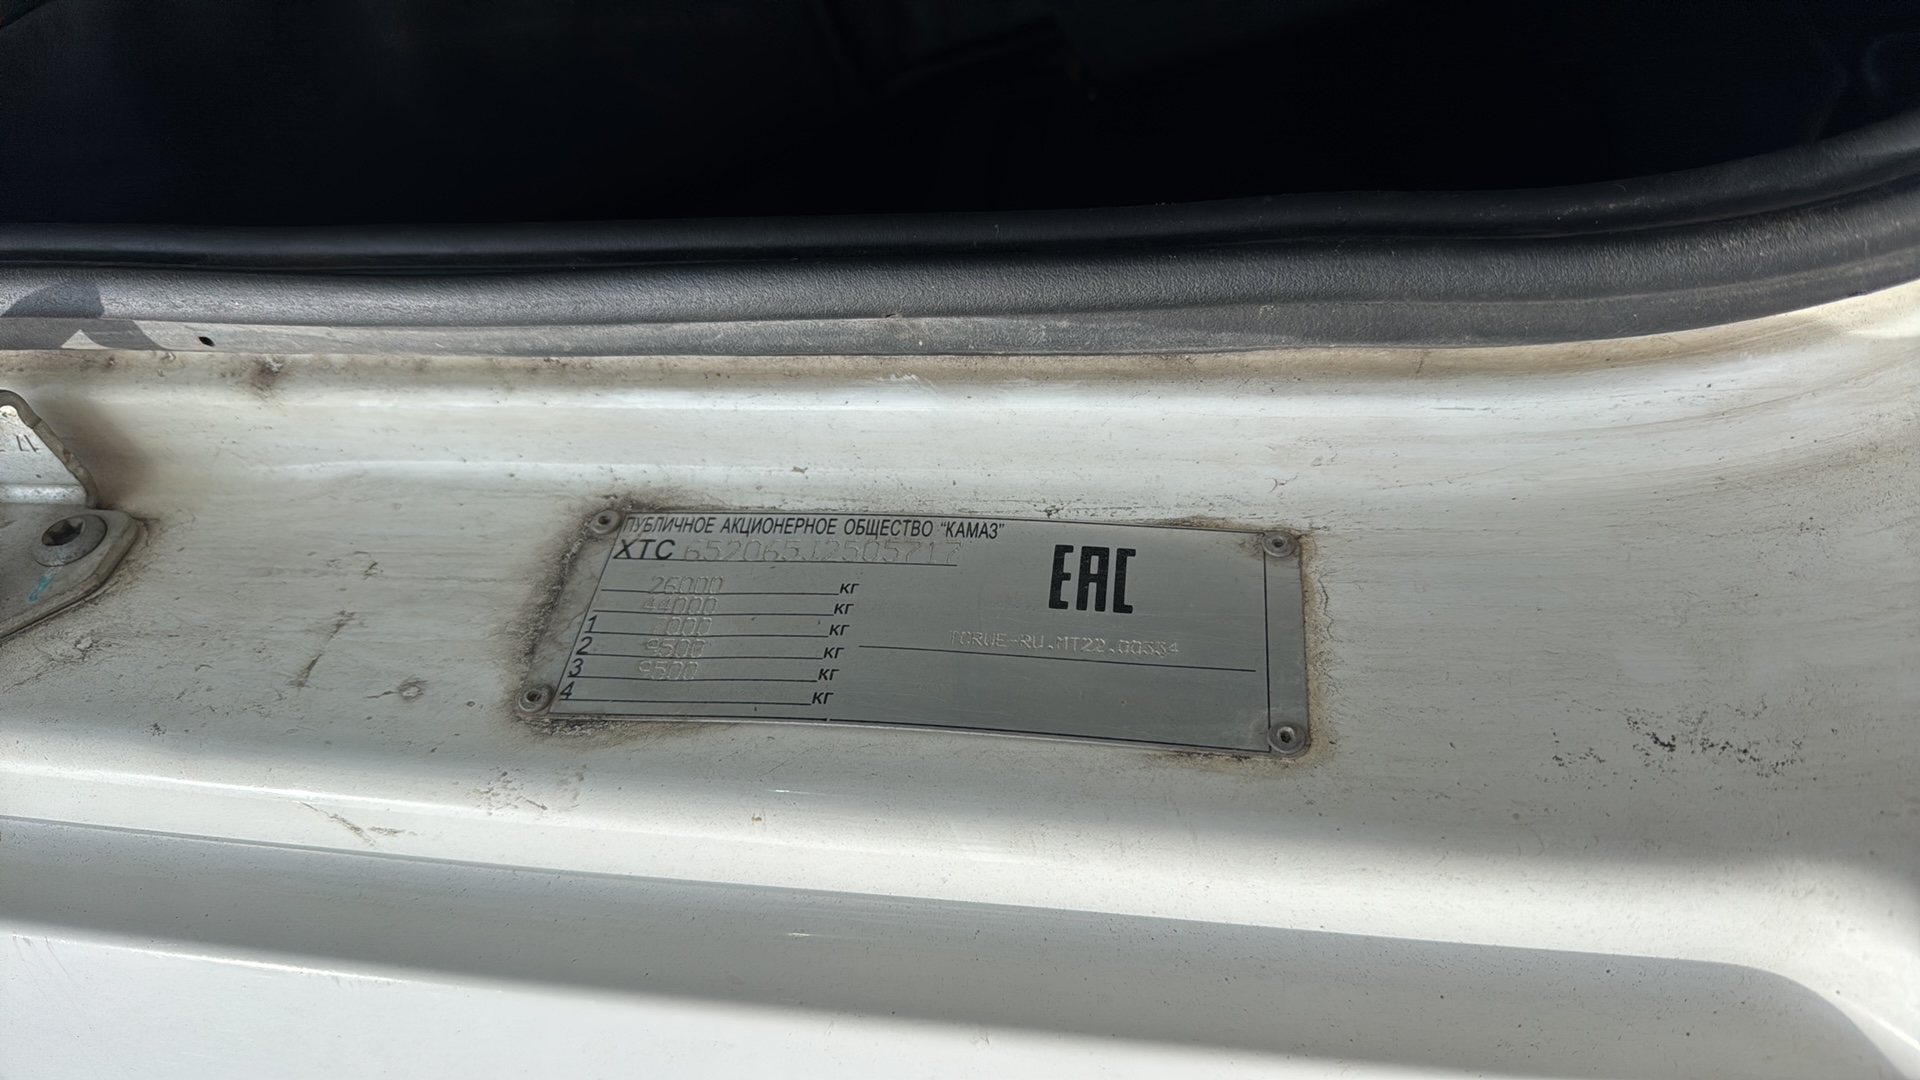 ПУБЛИЧНОЕ АКЦИОНЕРНОЕ ОБЩЕСТВО "КАМАЗ"
XTC 652065J2505717
EAC
26000 кг
44000 кг
1 7000 кг
2 9500 кг
3 9500 кг
4 кг
TCRUE-RU.MT22.00334